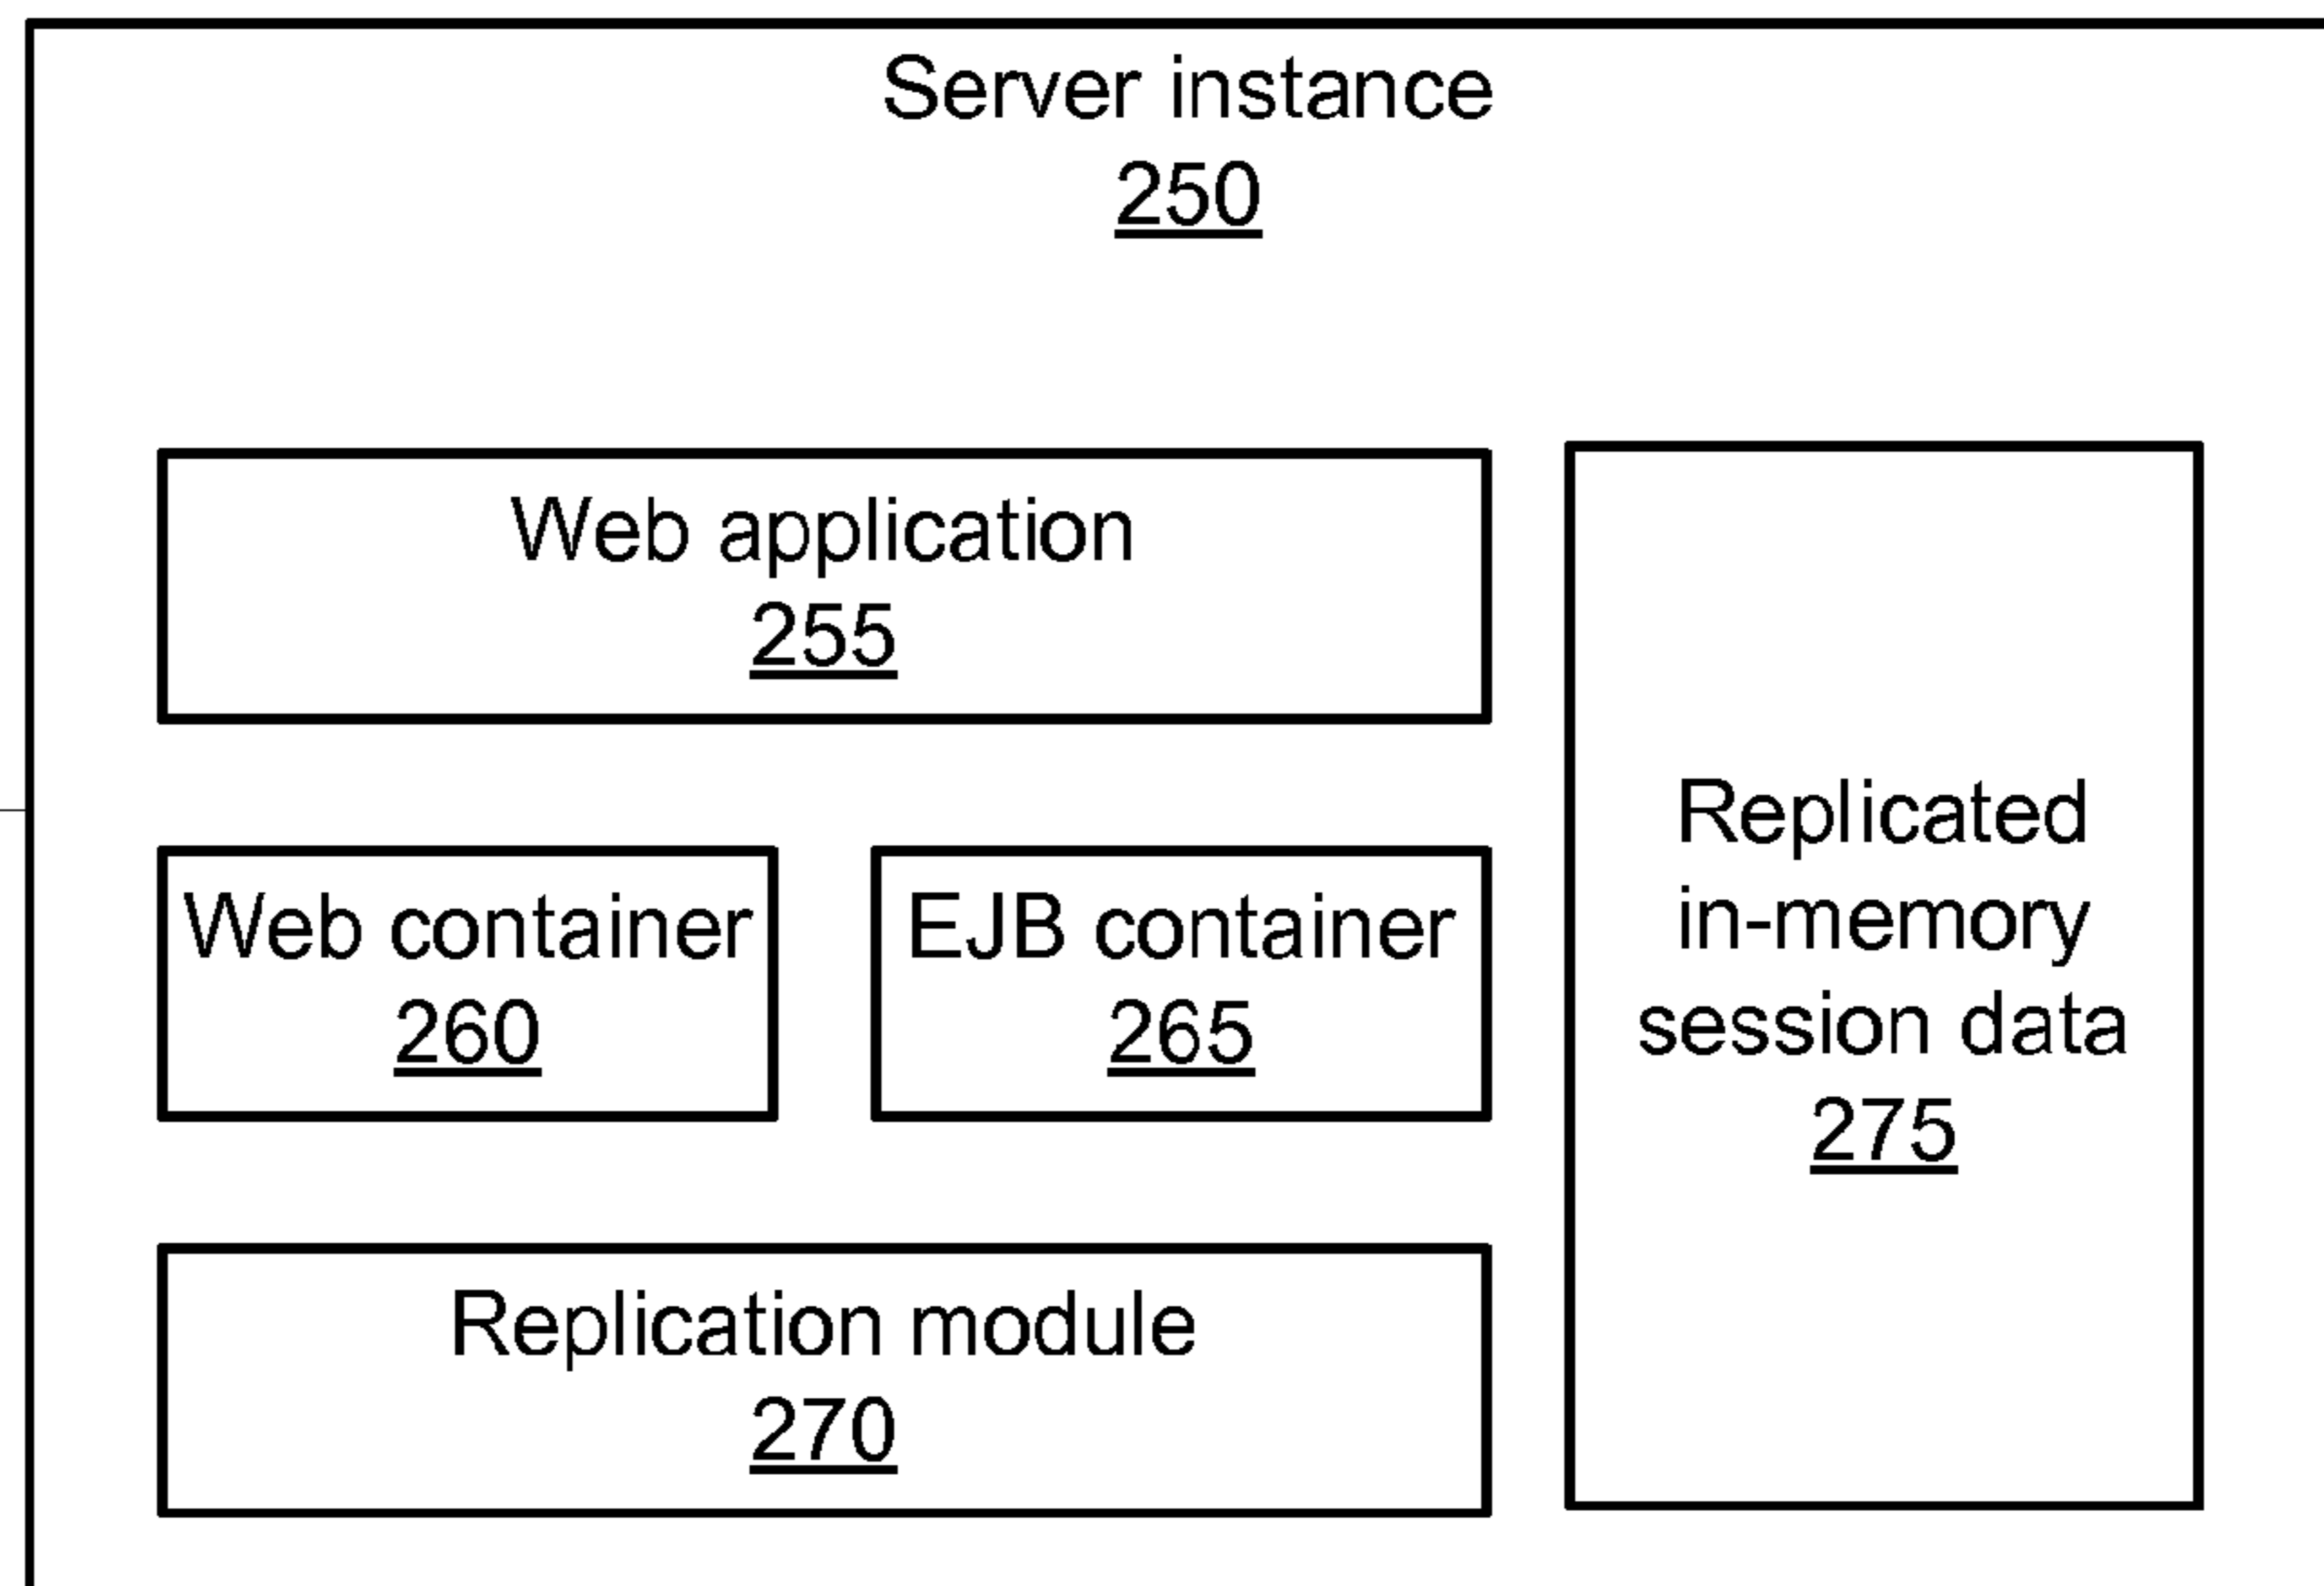 Server instance
250
Web application
255
Web container
260
EJB container
265
Replication module
270
Replicated
in-memory
session data
275